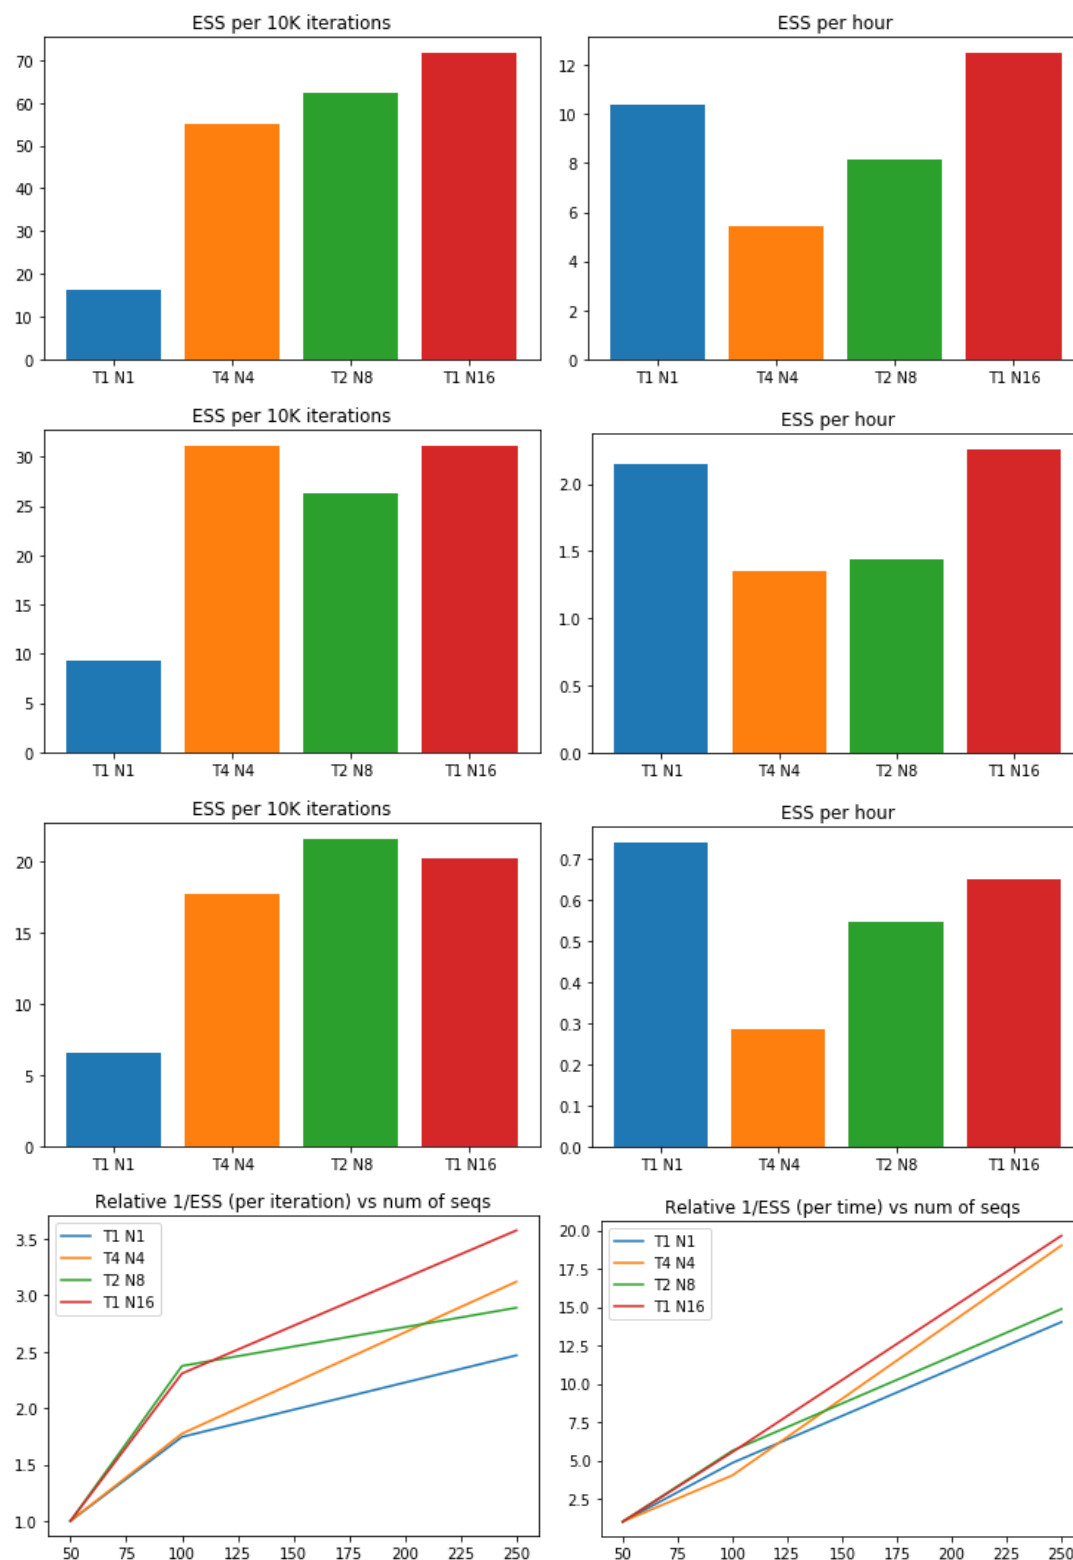 ESS per 10K iterations
70
60
50
40
30
20
10
0
T1 N1 T4 N4 T2 N8 T1 N16
ESS per hour
12
10
8
6
4
2
0
T1 N1 T4 N4 T2 N8 T1 N16
ESS per 10K iterations
30
25
20
15
10
5
0
T1 N1 T4 N4 T2 N8 T1 N16
ESS per hour
2.0
1.5
1.0
0.5
0.0
T1 N1 T4 N4 T2 N8 T1 N16
ESS per 10K iterations
20
15
10
5
0
T1 N1 T4 N4 T2 N8 T1 N16
ESS per hour
0.7
0.6
0.5
0.4
0.3
0.2
0.1
0.0
T1 N1 T4 N4 T2 N8 T1 N16
Relative 1/ESS (per iteration) vs num of seqs
T1 N1
T4 N4
T2 N8
T1 N16
3.5
3.0
2.5
2.0
1.5
1.0
50 75 100 125 150 175 200 225 250
Relative 1/ESS (per time) vs num of seqs
T1 N1
T4 N4
T2 N8
T1 N16
20.0
17.5
15.0
12.5
10.0
7.5
5.0
2.5
50 75 100 125 150 175 200 225 250